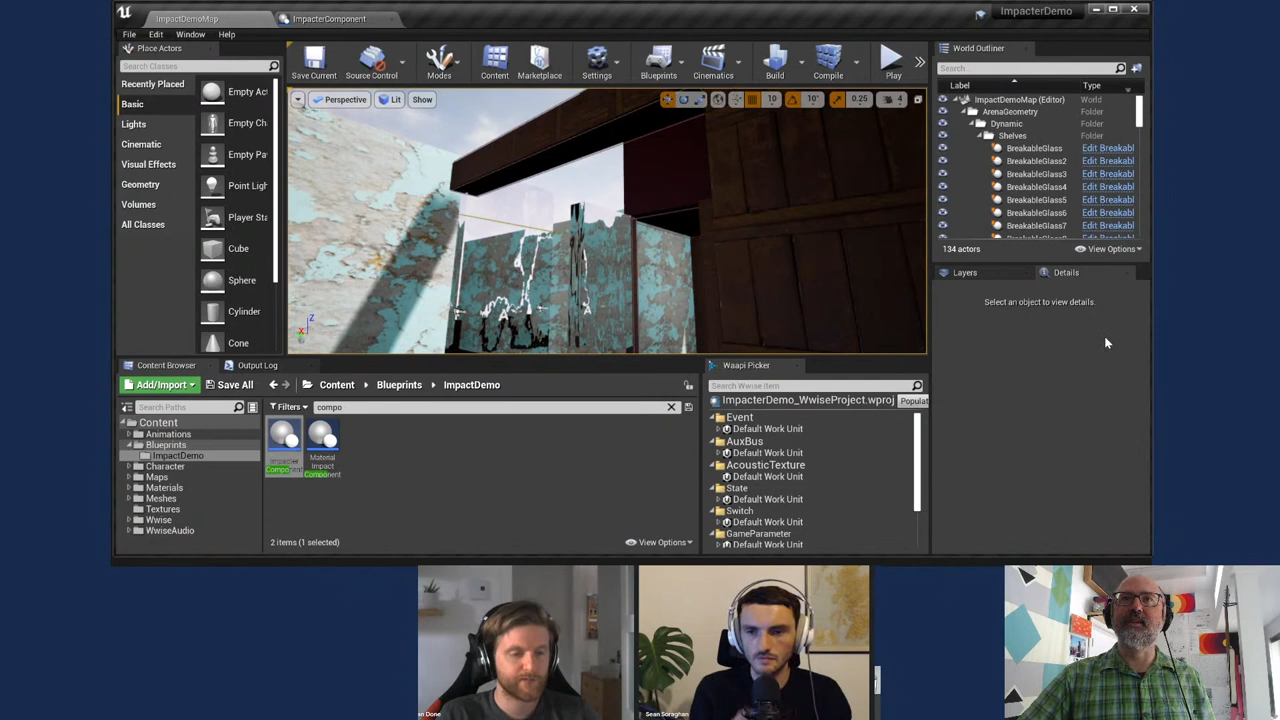 ImpactDemoMap
ImpacterComponent
ImpacterDemo
File Edit Window Help
Place Actors
Search Classes
Recently Placed
Basic
Lights
Cinematic
Visual Effects
Geometry
Volumes
All Classes
Empty Act
Empty Cha
Empty Pa
Point Ligh
Player Sta
Cube
Sphere
Cylinder
Cone
Save Current
Source Control
Modes
Content
Marketplace
Settings
Blueprints
Cinematics
Build
Compile
Play
Perspective
Lit
Show
10
10°
0.25
4
Z
X
World Outliner
Search...
Label
Type
ImpactDemoMap (Editor) World
ArenaGeometry Folder
Dynamic Folder
Shelves Folder
BreakableGlass Edit Breakabl
BreakableGlass2 Edit Breakabl
BreakableGlass3 Edit Breakabl
BreakableGlass4 Edit Breakabl
BreakableGlass5 Edit Breakabl
BreakableGlass6 Edit Breakabl
BreakableGlass7 Edit Breakabl
134 actors
View Options
Layers
Details
Select an object to view details.
Content Browser
Output Log
Add/Import
Save All
Content
Blueprints
ImpactDemo
Search Paths
Filters
compo
Content
Animations
Blueprints
ImpactDemo
Character
Maps
Materials
Meshes
Textures
Wwise
WwiseAudio
Impacter
Component
Material
Impact
Component
2 items (1 selected)
View Options
Waapi Picker
Search Wwise Item
ImpacterDemo_WwiseProject.wproj
Populat
Event
Default Work Unit
AuxBus
Default Work Unit
AcousticTexture
Default Work Unit
State
Default Work Unit
Switch
Default Work Unit
GameParameter
Default Work Unit
an Done
Sean Soraghan